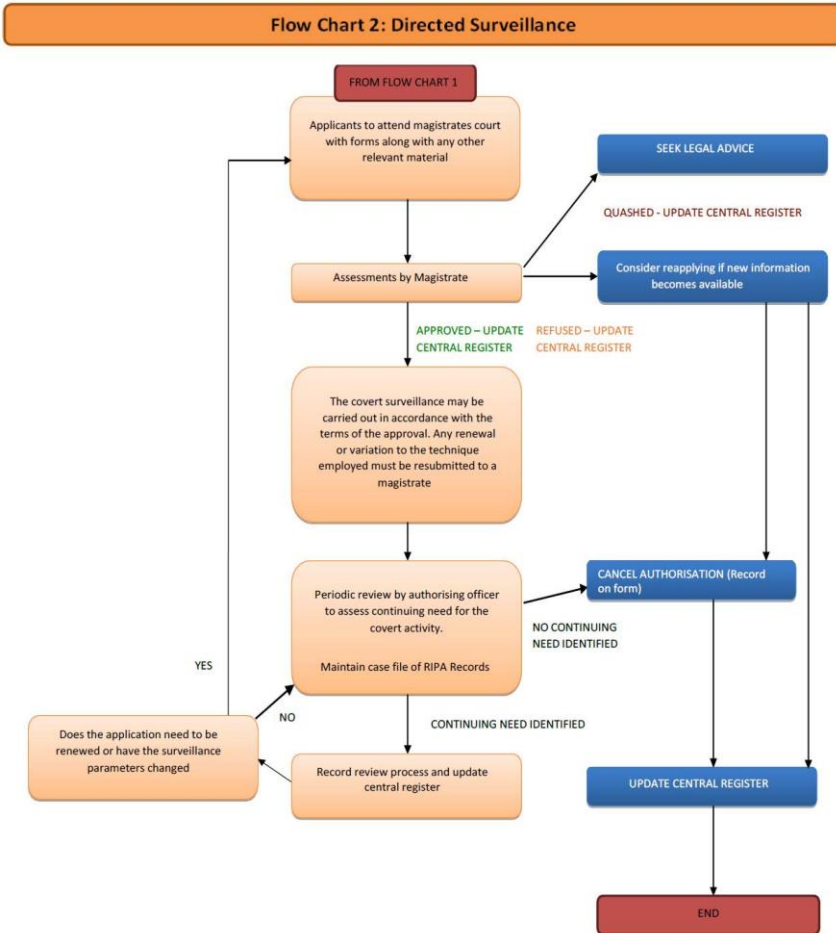 Flow Chart 2: Directed Surveillance
FROM FLOW CHART 1
Applicants to attend magistrates court
with forms along with any other
relevant material
SEEK LEGAL ADVICE
QUASHED - UPDATE CENTRAL REGISTER
Assessments by Magistrate
Consider reapplying if new information
becomes available
APPROVED – UPDATE
CENTRAL REGISTER
REFUSED – UPDATE
CENTRAL REGISTER
The covert surveillance may be
carried out in accordance with the
terms of the approval. Any renewal
or variation to the technique
employed must be resubmitted to a
magistrate
Periodic review by authorising officer
to assess continuing need for the
covert activity.
Maintain case file of RIPA Records
CANCEL AUTHORISATION (Record
on form)
NO CONTINUING
NEED IDENTIFIED
YES
NO
CONTINUING NEED IDENTIFIED
Does the application need to be
renewed or have the surveillance
parameters changed
Record review process and update
central register
UPDATE CENTRAL REGISTER
END